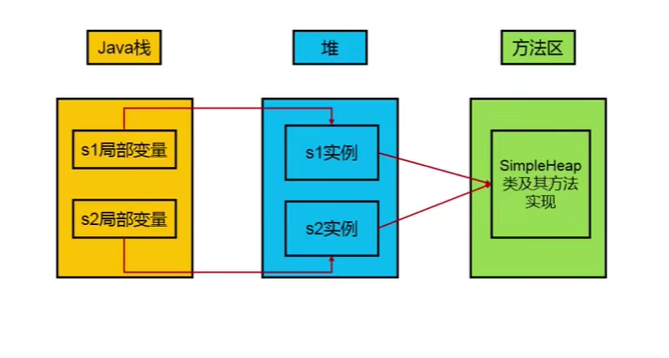 Java栈
堆
方法区
s1局部变量
s2局部变量
s1实例
s2实例
SimpleHeap
类及其方法
实现